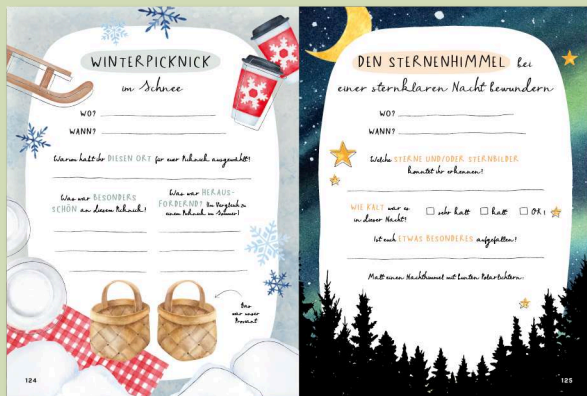 WINTERPICKNICK
im Schnee
WO?
WANN?
Warum habt ihr DIESEN ORT für euer Picknick ausgewählt?
Was war BESONDERS
SCHÖN an diesem Picknick?
Was war HERAUS-
FORDERND? Im Vergleich zu
einem Picknick im Sommer?
Das
war unser
Proviant
124
DEN STERNENHIMMEL bei
einer sternklaren Nacht bewundern
WO?
WANN?
Welche STERNE UND/ODER STERNBILDER
konntet ihr erkennen?
WIE KALT war es
in dieser Nacht?
sehr kalt
kalt
OK!
Ist euch ETWAS BESONDERES aufgefallen?
Malt einen Nachthimmel mit bunten Polarlichtern.
125